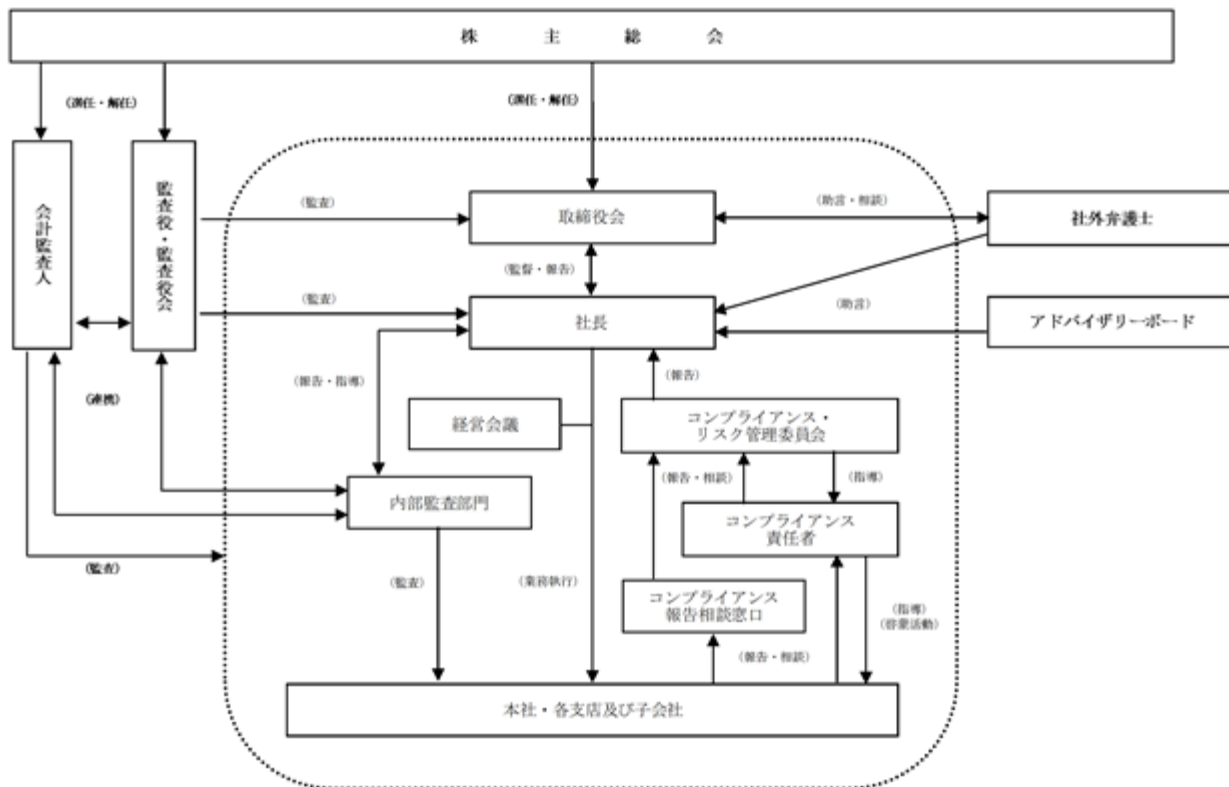 株主総会
(選任・解任)
(選任・解任)
会計監査人
監査役・監査役会
(監査)
取締役会
(助言・相談)
社外弁護士
(監督・報告)
(監査)
社長
(助言)
アドバイザリーボード
(報告・指導)
(報告)
(連携)
経営会議
コンプライアンス・
リスク管理委員会
(報告・相談)
(指導)
内部監査部門
コンプライアンス
責任者
(監査)
(監査)
(業務執行)
コンプライアンス
報告相談窓口
(指導)
(啓蒙活動)
(報告・相談)
本社・各支店及び子会社